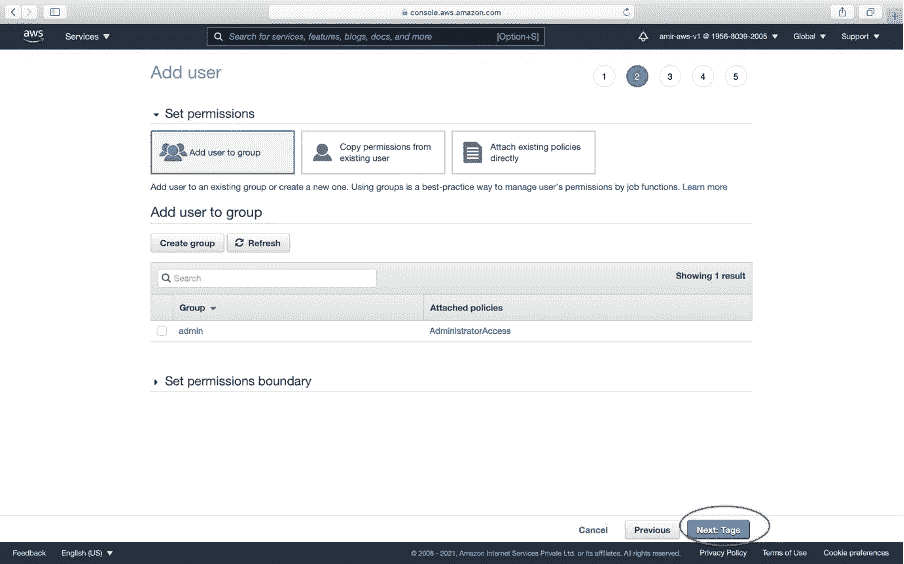 console.aws.amazon.com
aws Services Search for services, features, blogs, docs, and more [Option+S] amir-aws-v1 @ 1956-8039-2005 Global Support
Add user 1 2 3 4 5
Set permissions
Add user to group
Copy permissions from
existing user
Attach existing policies
directly
Add user to an existing group or create a new one. Using groups is a best-practice way to manage user's permissions by job functions. Learn more
Add user to group
Create group Refresh
Search Showing 1 result
Group Attached policies
admin AdministratorAccess
Set permissions boundary
Cancel Previous Next: Tags
Feedback English (US) © 2008 - 2021, Amazon Internet Services Private Ltd. or its affiliates. All rights reserved. Privacy Policy Terms of Use Cookie preferences